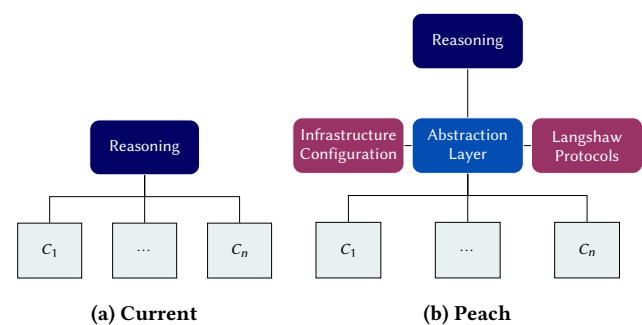 Reasoning
C1
...
Cn
(a) Current
Reasoning
Infrastructure
Configuration
Abstraction
Layer
Langshaw
Protocols
C1
...
Cn
(b) Peach